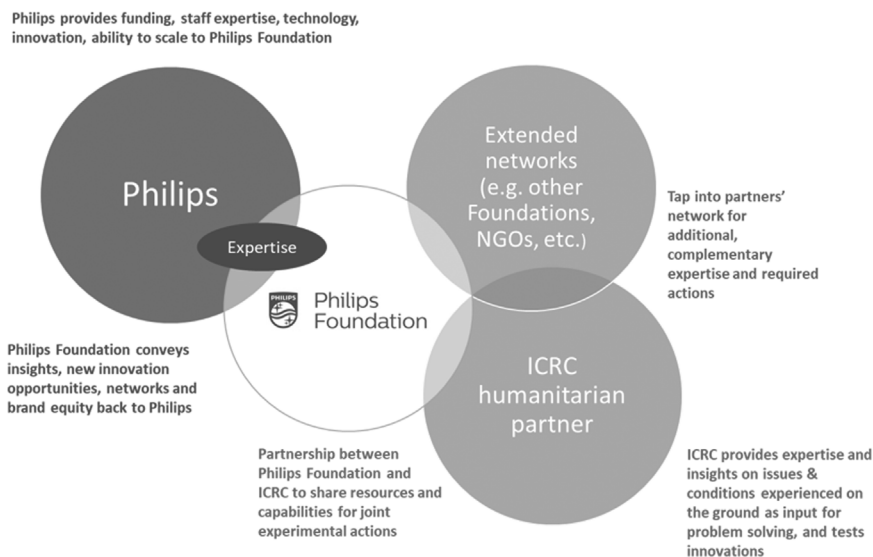 Philips provides funding, staff expertise, technology,
innovation, ability to scale to Philips Foundation
Philips
Expertise
Extended
networks
(e.g. other
Foundations,
NGOs, etc.)
Tap into partners’
network for
additional,
complementary
expertise and required
actions
PHILIPS
Philips
Foundation
Philips Foundation conveys
insights, new innovation
opportunities, networks and
brand equity back to Philips
ICRC
humanitarian
partner
Partnership between
Philips Foundation and
ICRC to share resources and
capabilities for joint
experimental actions
ICRC provides expertise and
insights on issues &
conditions experienced on
the ground as input for
problem solving, and tests
innovations